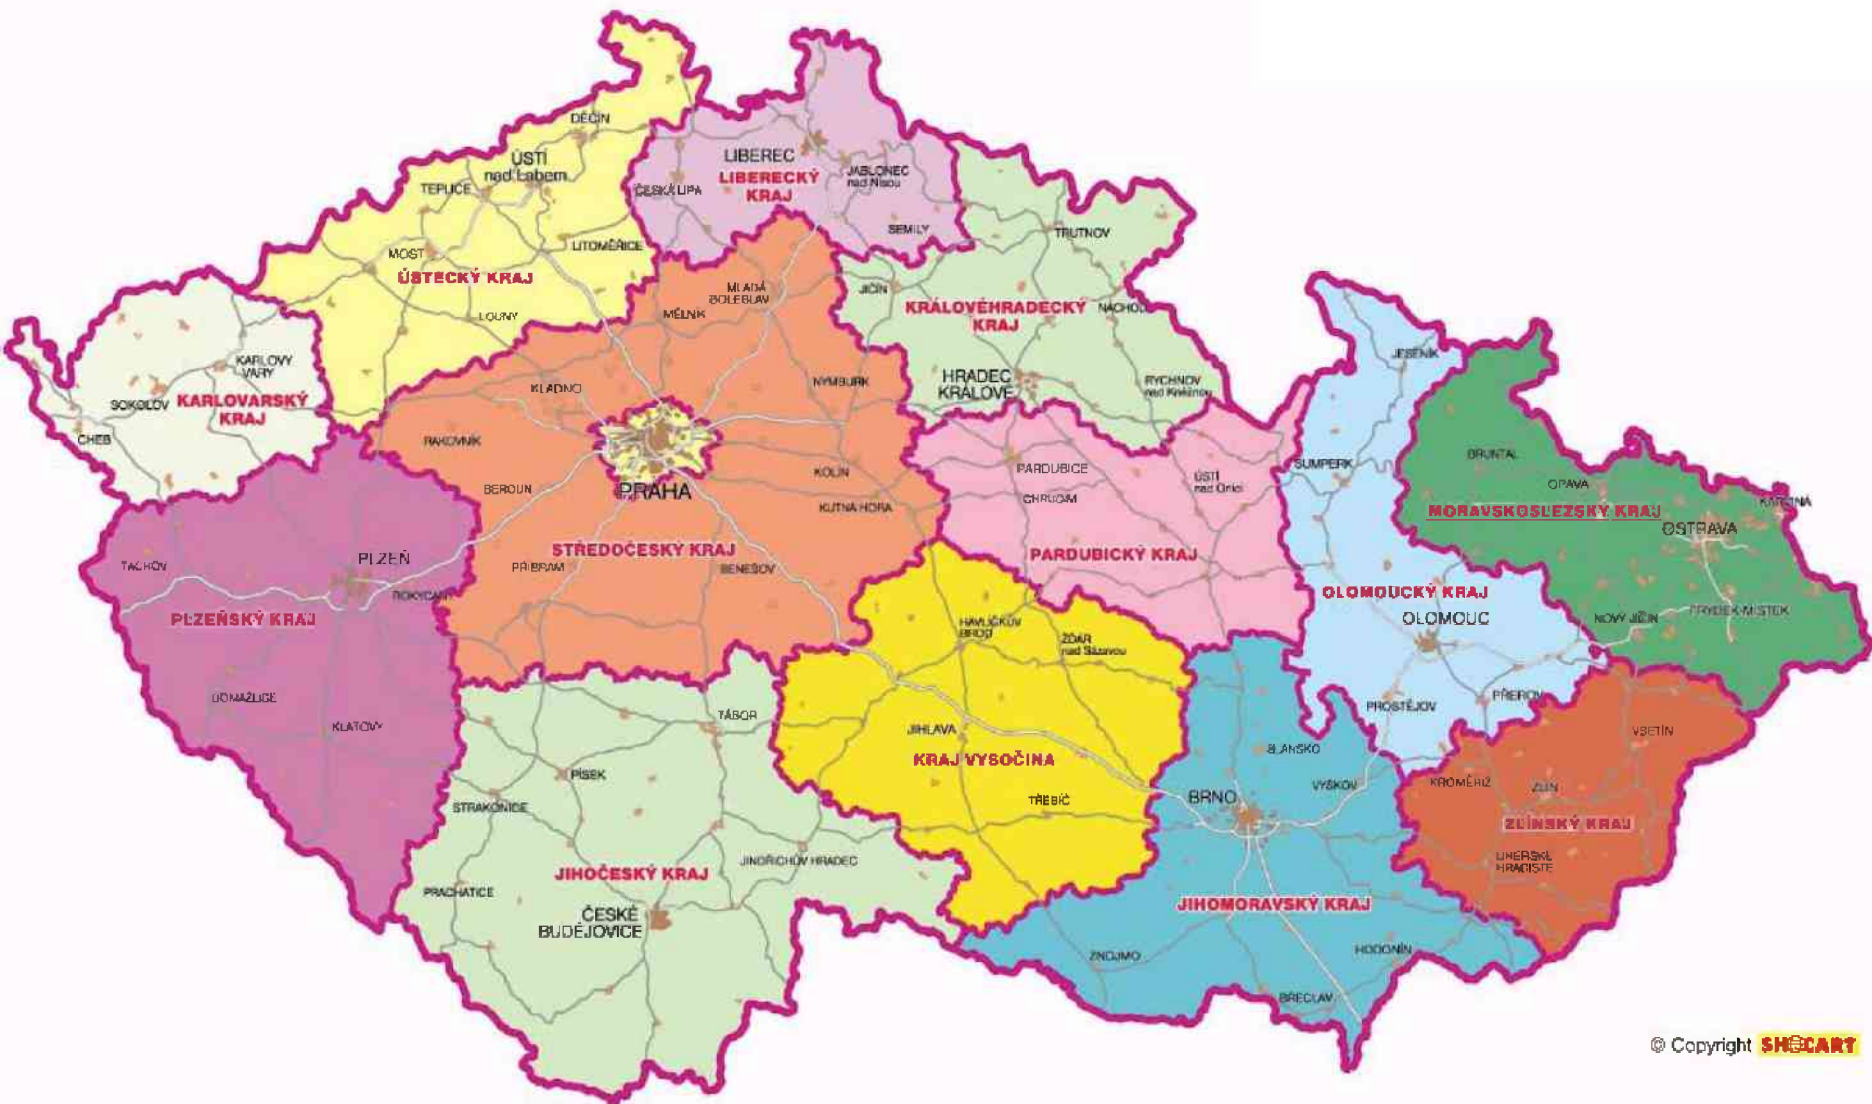 DĚČÍN
ÚSTÍ
nad Labem
TEPLICE
LIBEREC
LIBERECKÝ
KRAJ
JABLONEC
nad Nisou
ČESKÁ LÍPA
SEMILY
LITOMĚŘICE
MOST
ÚSTECKÝ KRAJ
LOUNY
TRUTNOV
JIČÍN
KRÁLOVÉHRADECKÝ
KRAJ
NÁCHOD
MLADÁ
BOLESLAV
MĚLNÍK
KARLOVY
VARY
SOKOLOV
KARLOVARSKÝ
KRAJ
CHEB
KLADNO
NYMBURK
HRADEC
KRÁLOVÉ
RYCHNOV
nad Kněžnou
JESENÍK
RAKOVNÍK
BEROUN
PRAHA
KOLÍN
KUTNÁ HORA
PARDUBICE
CHRUDIM
ÚSTÍ
nad Orlicí
ŠUMPERK
BRUNTÁL
OPAVA
KARVINÁ
MORAVSKOSLEZSKÝ KRAJ
OSTRAVA
PLZEŇ
TACHOV
ROKYCANY
PLZEŇSKÝ KRAJ
STŘEDOČESKÝ KRAJ
PŘÍBRAM
BENEŠOV
PARDUBICKÝ KRAJ
OLOMOUCKÝ KRAJ
OLOMOUC
NOVÝ JIČÍN
FRÝDEK-MÍSTEK
HAVLÍČKŮV
BROD
ŽĎÁR
nad Sázavou
DOMAŽLICE
KLATOVY
TÁBOR
JIHLAVA
KRAJ VYSOČINA
TŘEBÍČ
PROSTĚJOV
PŘEROV
VSETÍN
BLANSKO
VYŠKOV
BRNO
KROMĚŘÍŽ
ZLÍN
ZLÍNSKÝ KRAJ
UHERSKÉ
HRADIŠTĚ
PÍSEK
STRAKONICE
JINDŘICHŮV HRADEC
JIHOČESKÝ KRAJ
PRACHATICE
ČESKÉ
BUDĚJOVICE
JIHOMORAVSKÝ KRAJ
ZNOJMO
HODONÍN
BŘECLAV
© Copyright SHOCART